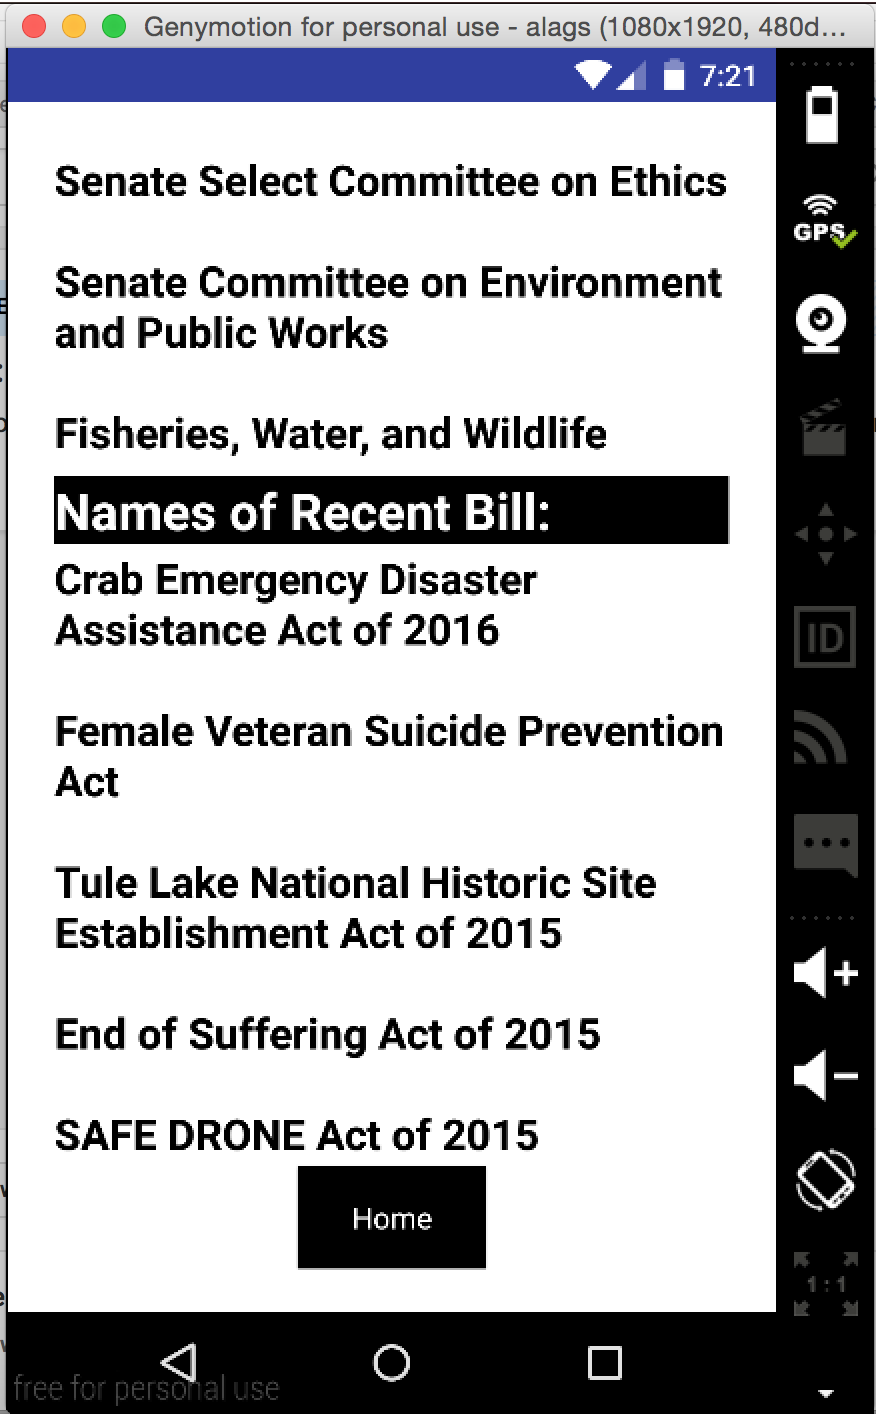 Genymotion for personal use - alags (1080x1920, 480d...
7:21
Senate Select Committee on Ethics
Senate Committee on Environment
and Public Works
Fisheries, Water, and Wildlife
Names of Recent Bill:
Crab Emergency Disaster
Assistance Act of 2016
Female Veteran Suicide Prevention
Act
Tule Lake National Historic Site
Establishment Act of 2015
End of Suffering Act of 2015
SAFE DRONE Act of 2015
Home
GPS
ID
1:1
free for personal use